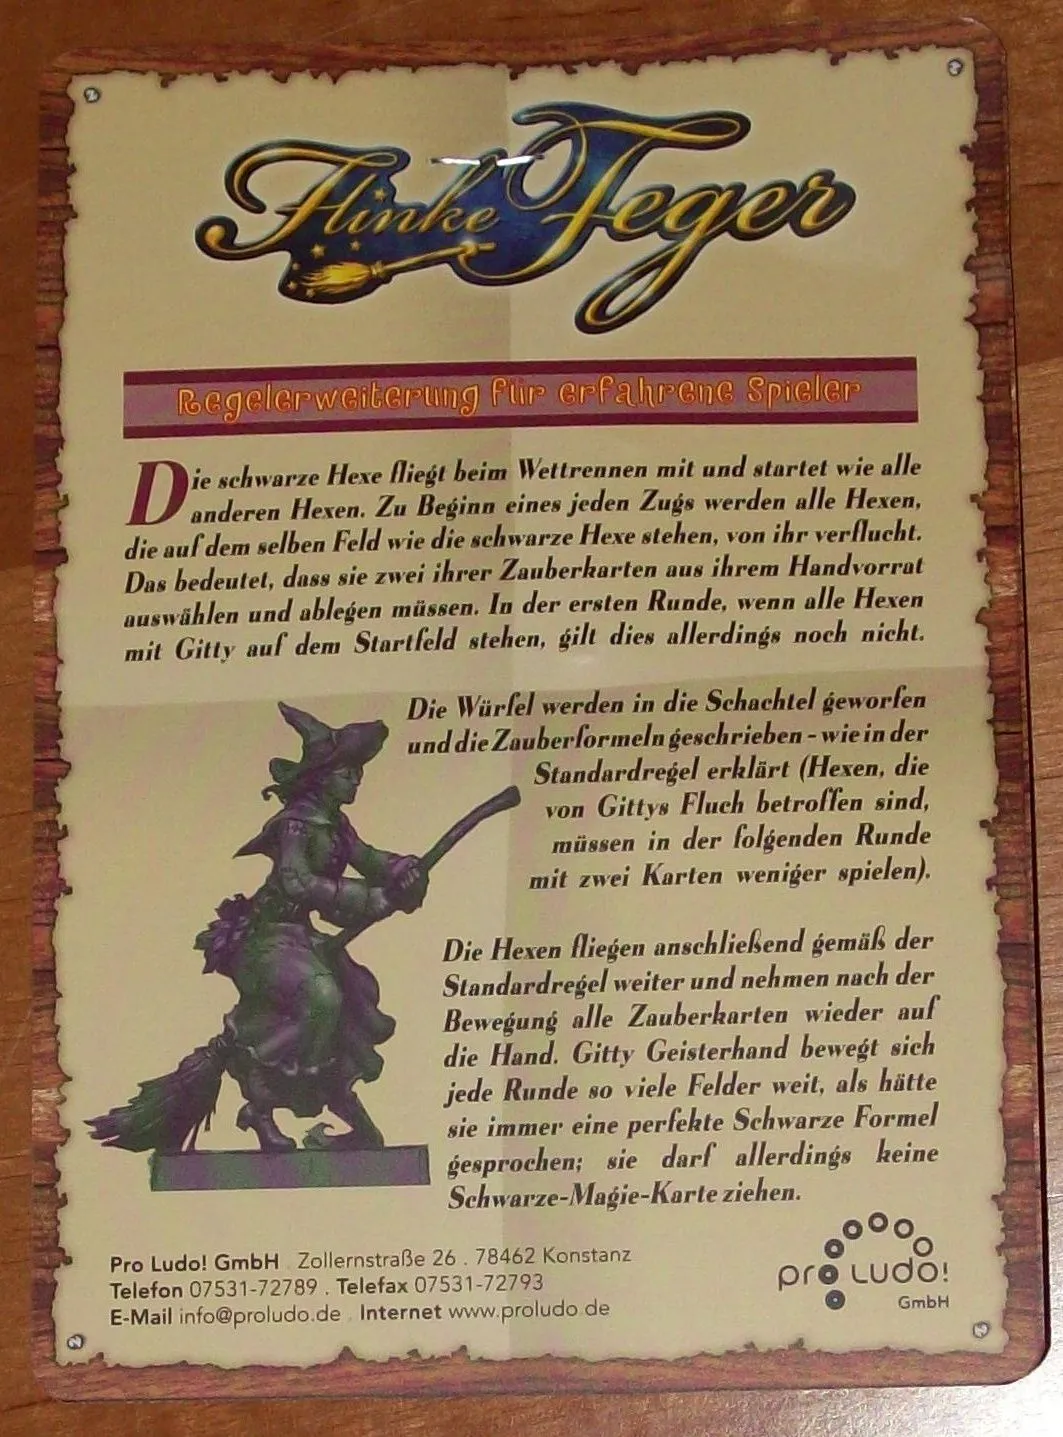 Flinke Feger
Regelerweiterung für erfahrene Spieler
Die schwarze Hexe fliegt beim Wettrennen mit und startet wie alle
anderen Hexen. Zu Beginn eines jeden Zugs werden alle Hexen,
die auf dem selben Feld wie die schwarze Hexe stehen, von ihr verflucht.
Das bedeutet, dass sie zwei ihrer Zauberkarten aus ihrem Handvorrat
auswählen und ablegen müssen. In der ersten Runde, wenn alle Hexen
mit Gitty auf dem Startfeld stehen, gilt dies allerdings noch nicht.
Die Würfel werden in die Schachtel geworfen
und die Zauberformeln geschrieben - wie in der
Standardregel erklärt (Hexen, die
von Gittys Fluch betroffen sind,
müssen in der folgenden Runde
mit zwei Karten weniger spielen).
Die Hexen fliegen anschließend gemäß der
Standardregel weiter und nehmen nach der
Bewegung alle Zauberkarten wieder auf
die Hand. Gitty Geisterhand bewegt sich
jede Runde so viele Felder weit, als hätte
sie immer eine perfekte Schwarze Formel
gesprochen; sie darf allerdings keine
Schwarze-Magie-Karte ziehen.
Pro Ludo! GmbH Zollernstraße 26 . 78462 Konstanz
Telefon 07531-72789 . Telefax 07531-72793
E-Mail info@proludo.de . Internet www.proludo.de
pro Ludo!
GmbH